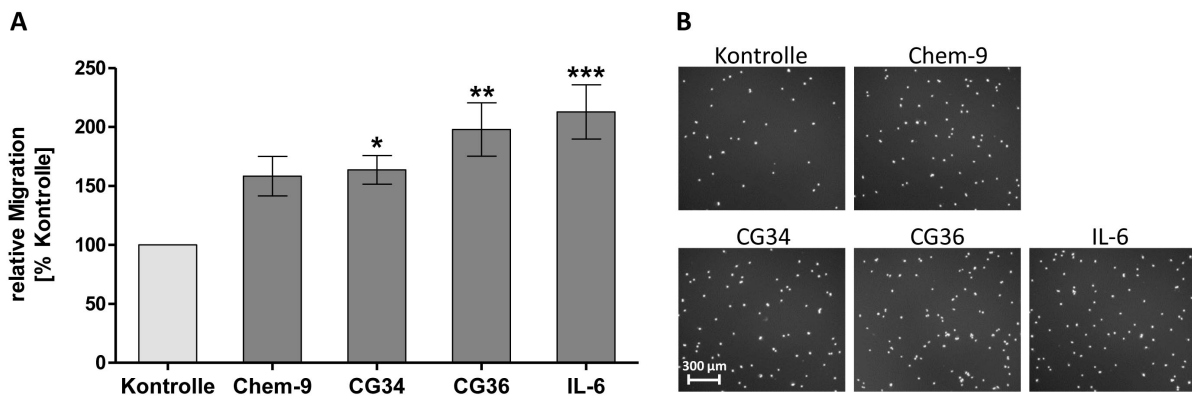 A
relative Migration
[% Kontrolle]
250
200
150
100
50
0
*
**
***
Kontrolle Chem-9 CG34 CG36 IL-6
B
Kontrolle Chem-9
CG34 CG36 IL-6
300 µm